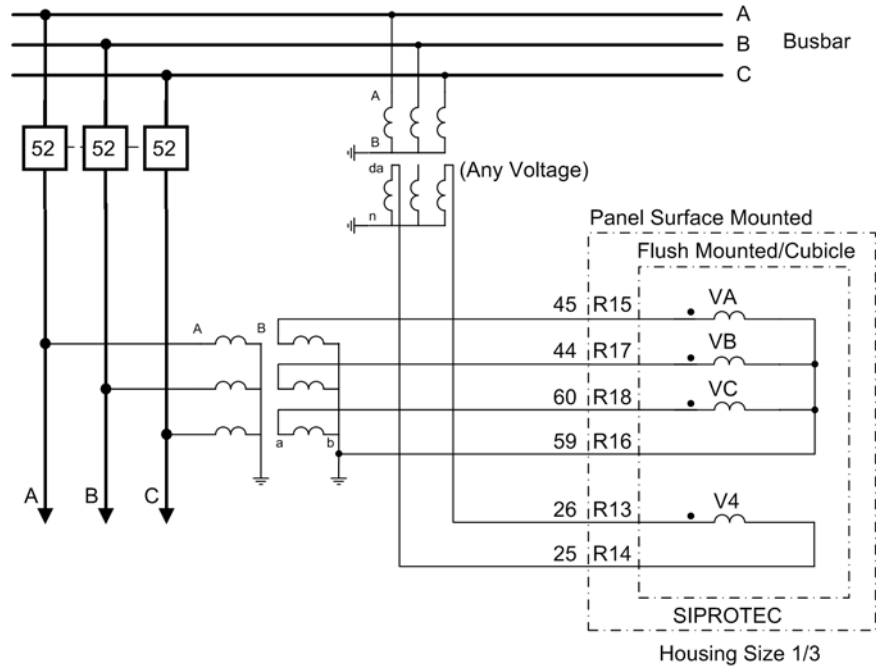 A
B Busbar
C
52 52 52
A
B
da
(Any Voltage)
n
Panel Surface Mounted
Flush Mounted/Cubicle
45 R15 VA
A B
44 R17 VB
60 R18 VC
a b
59 R16
A B C
26 R13 V4
25 R14
SIPROTEC
Housing Size 1/3